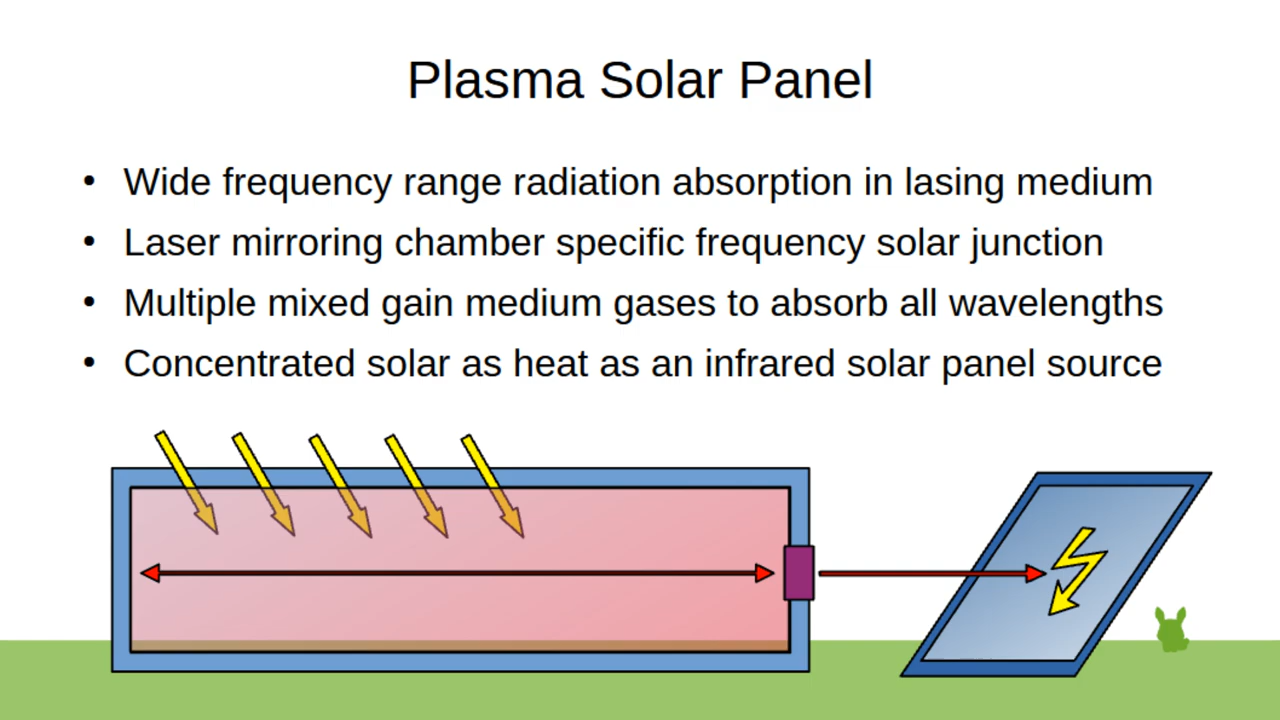 Plasma Solar Panel
• Wide frequency range radiation absorption in lasing medium
• Laser mirroring chamber specific frequency solar junction
• Multiple mixed gain medium gases to absorb all wavelengths
• Concentrated solar as heat as an infrared solar panel source